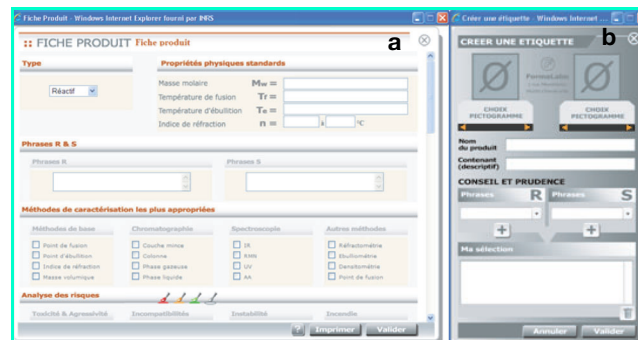 Fiche Produit - Windows Internet Explorer fourni par INRS
:: FICHE PRODUIT Fiche produit
a
Type
Propriétés physiques standards
Réactif
Masse molaire Mw =
Température de fusion Tf =
Température d'ébullition Te =
Indice de réfraction n = à °C
Phrases R & S
Phrases R Phrases S
Méthodes de caractérisation les plus appropriées
Méthodes de base Chromatographie Spectroscopie Autres méthodes
Point de fusion Couche mince IR Réfractométrie
Point d'ébullition Colonne RMN Ebulliométrie
Indice de réfraction Phase gazeuse UV Densitométrie
Masse volumique Phase liquide AA Point de fusion
Analyse des risques
Toxicité & Agressivité Incompatibilités Instabilité Incendie
? Imprimer Valider
Créer une étiquette - Windows Internet ...
CREER UNE ETIQUETTE
b
CHOIX PICTOGRAMME CHOIX PICTOGRAMME
Nom du produit
Contenant (descriptif)
CONSEIL ET PRUDENCE
Phrases R Phrases S
+ +
Ma sélection
Annuler Valider